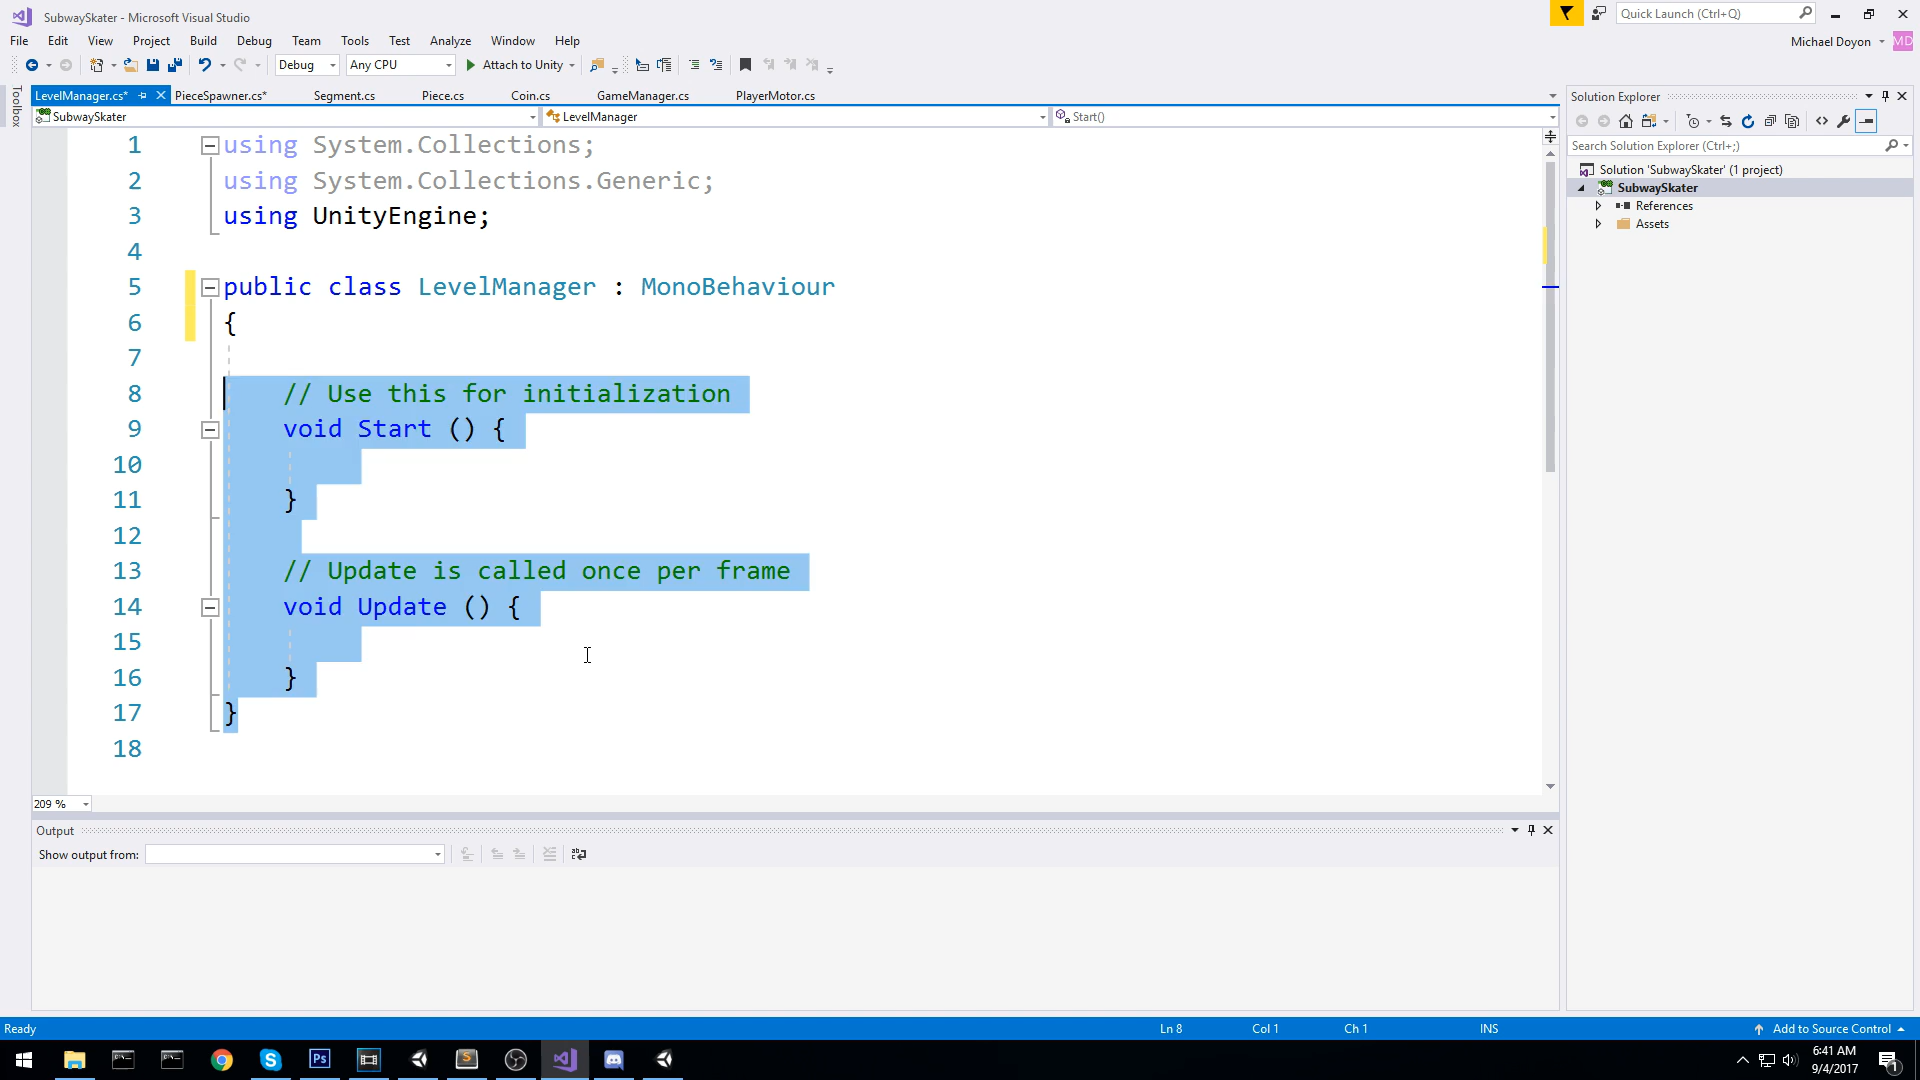 SubwaySkater - Microsoft Visual Studio
Quick Launch (Ctrl+Q)
File Edit View Project Build Debug Team Tools Test Analyze Window Help
Michael Doyon MD
Debug Any CPU Attach to Unity
Toolbox
LevelManager.cs* PieceSpawner.cs* Segment.cs Piece.cs Coin.cs GameManager.cs PlayerMotor.cs
SubwaySkater LevelManager Start()
1 using System.Collections;
2 using System.Collections.Generic;
3 using UnityEngine;
4
5 public class LevelManager : MonoBehaviour
6 {
7
8 // Use this for initialization
9 void Start () {
10
11 }
12
13 // Update is called once per frame
14 void Update () {
15
16 }
17 }
18
209 %
Solution Explorer
Search Solution Explorer (Ctrl+;)
Solution 'SubwaySkater' (1 project)
SubwaySkater
References
Assets
Output
Show output from:
Ready Ln 8 Col 1 Ch 1 INS Add to Source Control
Ps
S
6:41 AM
9/4/2017
1